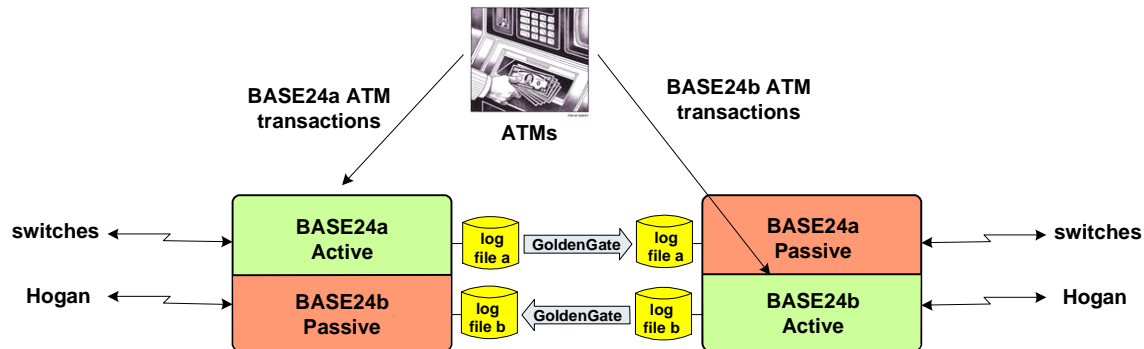 BASE24a ATM
transactions
ATMs
BASE24b ATM
transactions
switches
Hogan
BASE24a
Active
BASE24b
Passive
log
file a
GoldenGate
log
file a
log
file b
GoldenGate
log
file b
BASE24a
Passive
BASE24b
Active
switches
Hogan